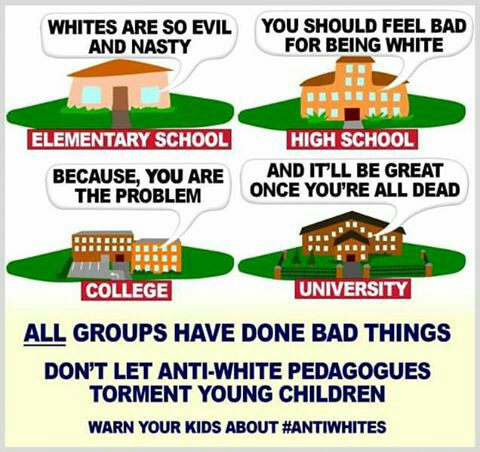 WHITES ARE SO EVIL
AND NASTY
ELEMENTARY SCHOOL
YOU SHOULD FEEL BAD
FOR BEING WHITE
HIGH SCHOOL
BECAUSE, YOU ARE
THE PROBLEM
COLLEGE
AND IT'LL BE GREAT
ONCE YOU'RE ALL DEAD
UNIVERSITY
ALL GROUPS HAVE DONE BAD THINGS
DON'T LET ANTI-WHITE PEDAGOGUES
TORMENT YOUNG CHILDREN
WARN YOUR KIDS ABOUT #ANTIWHITES